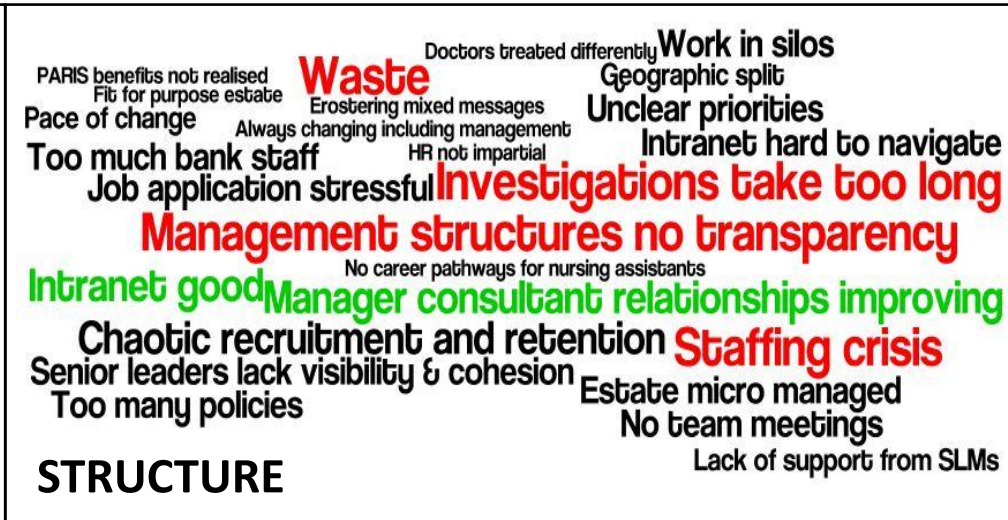 Doctors treated differently Work in silos
PARIS benefits not realised Waste Geographic split
Fit for purpose estate Erostering mixed messages Unclear priorities
Pace of change Always changing including management
Too much bank staff HR not impartial Intranet hard to navigate
Job application stressful Investigations take too long
Management structures no transparency
No career pathways for nursing assistants
Intranet good Manager consultant relationships improving
Chaotic recruitment and retention Staffing crisis
Senior leaders lack visibility & cohesion Estate micro managed
Too many policies No team meetings
Lack of support from SLMs
STRUCTURE